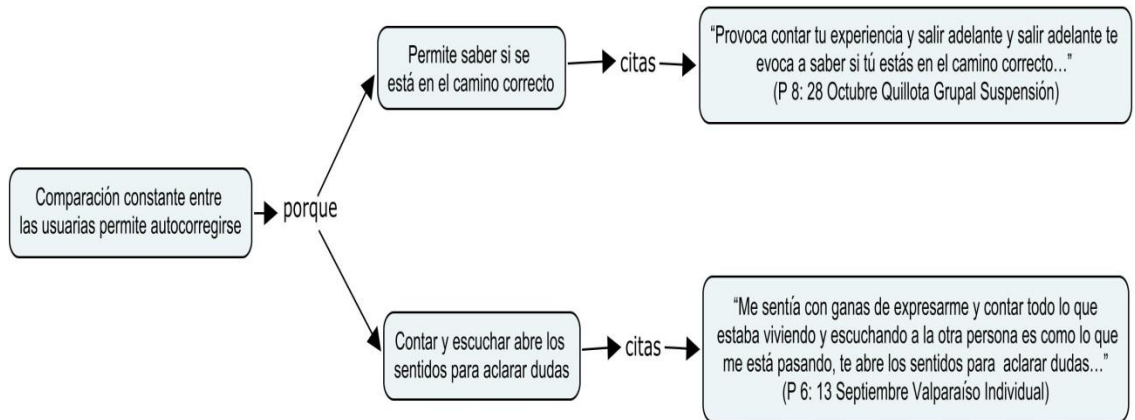 Comparación constante entre
las usuarias permite autocorregirse
porque
Permite saber si se
está en el camino correcto
citas
“Provoca contar tu experiencia y salir adelante y salir adelante te
evoca a saber si tú estás en el camino correcto…”
(P 8: 28 Octubre Quillota Grupal Suspensión)
Contar y escuchar abre los
sentidos para aclarar dudas
citas
“Me sentía con ganas de expresarme y contar todo lo que
estaba viviendo y escuchando a la otra persona es como lo que
me está pasando, te abre los sentidos para aclarar dudas…”
(P 6: 13 Septiembre Valparaíso Individual)